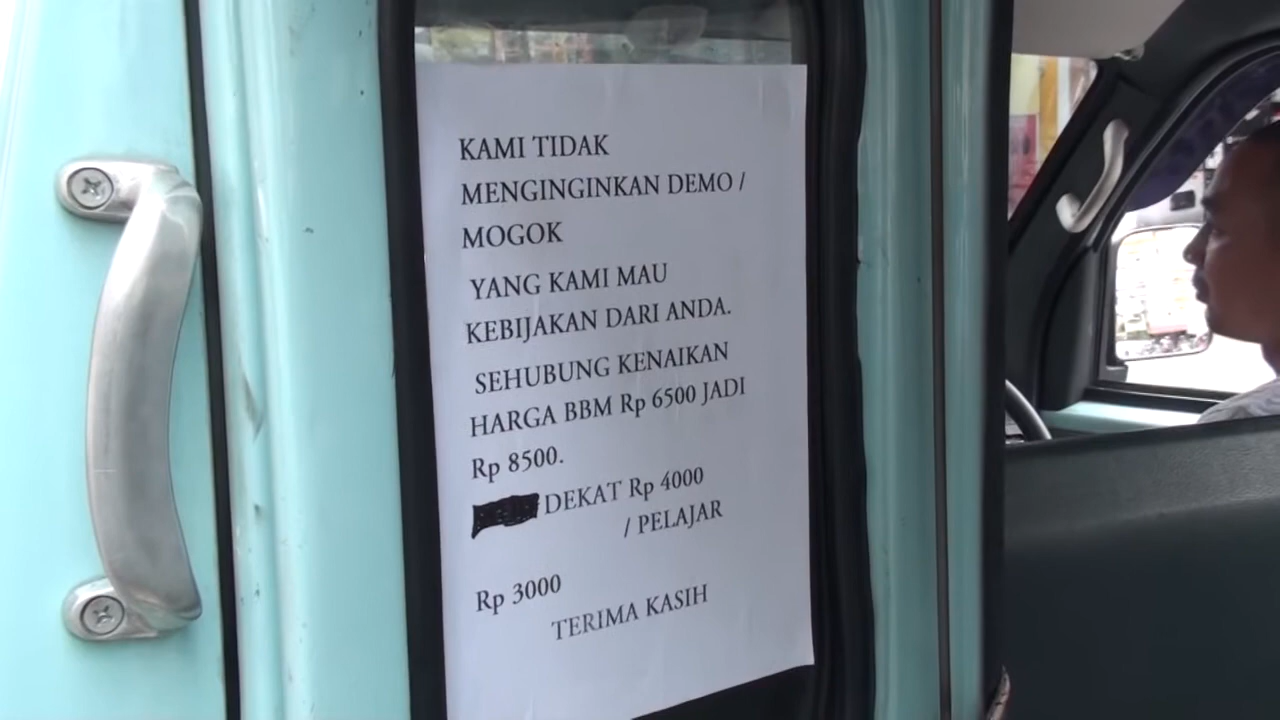 KAMI TIDAK
MENGINGINKAN DEMO /
MOGOK
YANG KAMI MAU
KEBIJAKAN DARI ANDA.
SEHUBUNG KENAIKAN
HARGA BBM Rp 6500 JADI
Rp 8500.
DEKAT Rp 4000
/ PELAJAR
Rp 3000
TERIMA KASIH